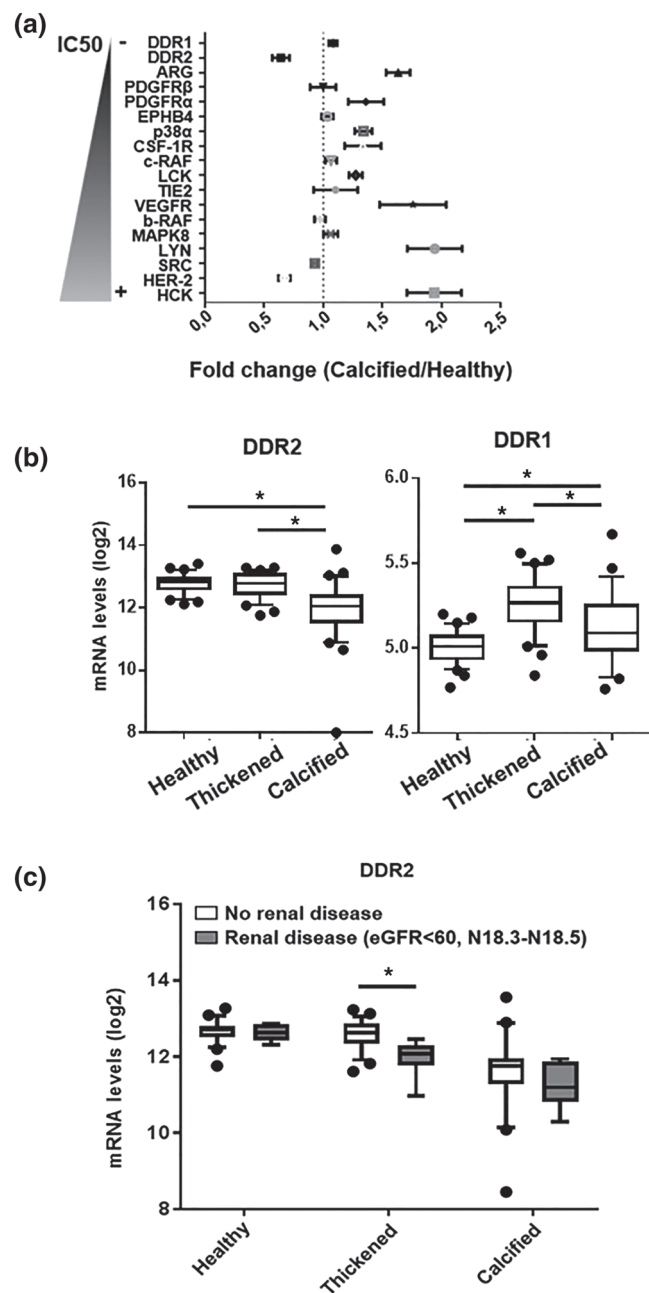 (a)
IC50
-
+
DDR1
DDR2
ARG
PDGFRβ
PDGFRα
EPHB4
p38α
CSF-1R
c-RAF
LCK
TIE2
VEGFR
b-RAF
MAPK8
LYN
SRC
HER-2
HCK
0,0 0,5 1,0 1,5 2,0 2,5
Fold change (Calcified/Healthy)
(b)
DDR2
mRNA levels (log2)
16
14
12
10
8
* *
Healthy Thickened Calcified
DDR1
6.0
5.5
5.0
4.5
* * *
Healthy Thickened Calcified
(c)
DDR2
mRNA levels (log2)
16
14
12
10
8
No renal disease
Renal disease (eGFR<60, N18.3-N18.5)
*
Healthy Thickened Calcified